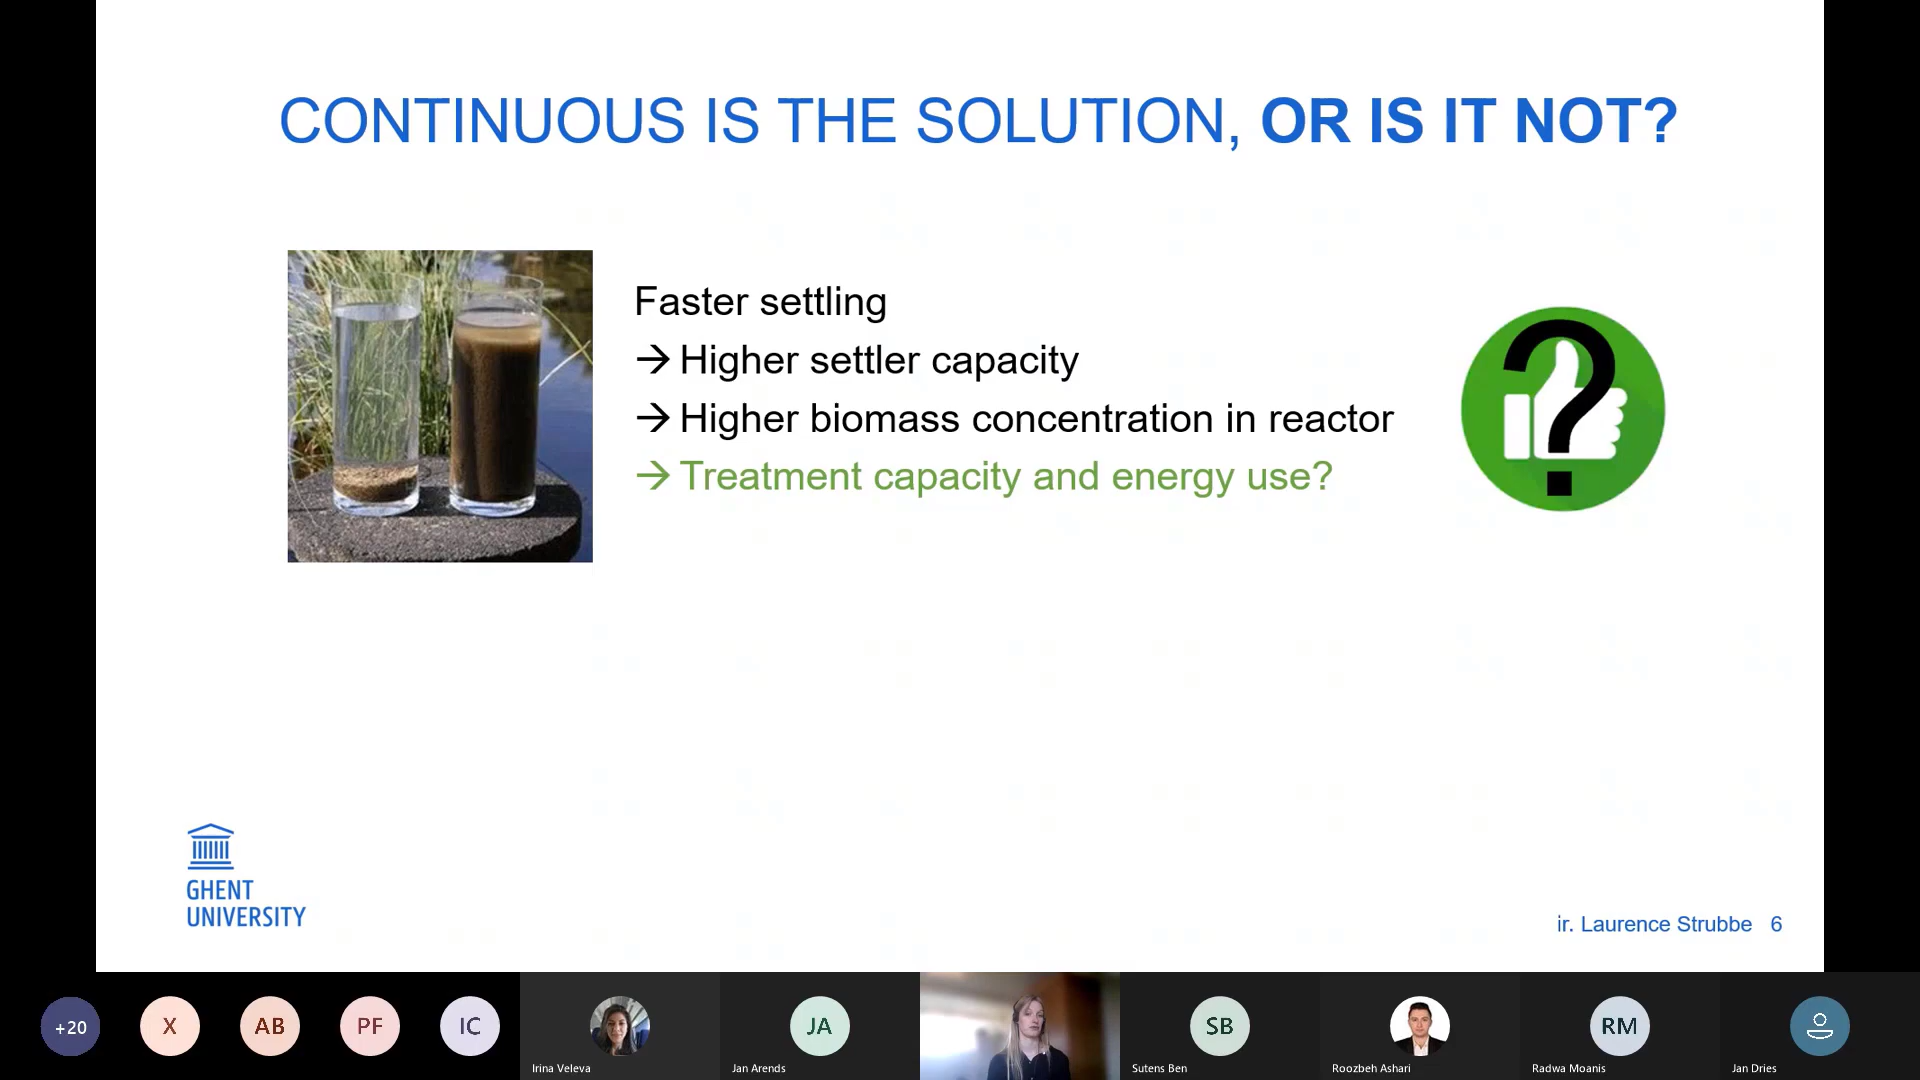 CONTINUOUS IS THE SOLUTION, OR IS IT NOT?
Faster settling
→ Higher settler capacity
→ Higher biomass concentration in reactor
→ Treatment capacity and energy use?
?
GHENT
UNIVERSITY
ir. Laurence Strubbe 6
+20
X
AB
PF
IC
JA
SB
RM
Irina Veleva
Jan Arends
Sutens Ben
Roozbeh Ashari
Radwa Moanis
Jan Dries